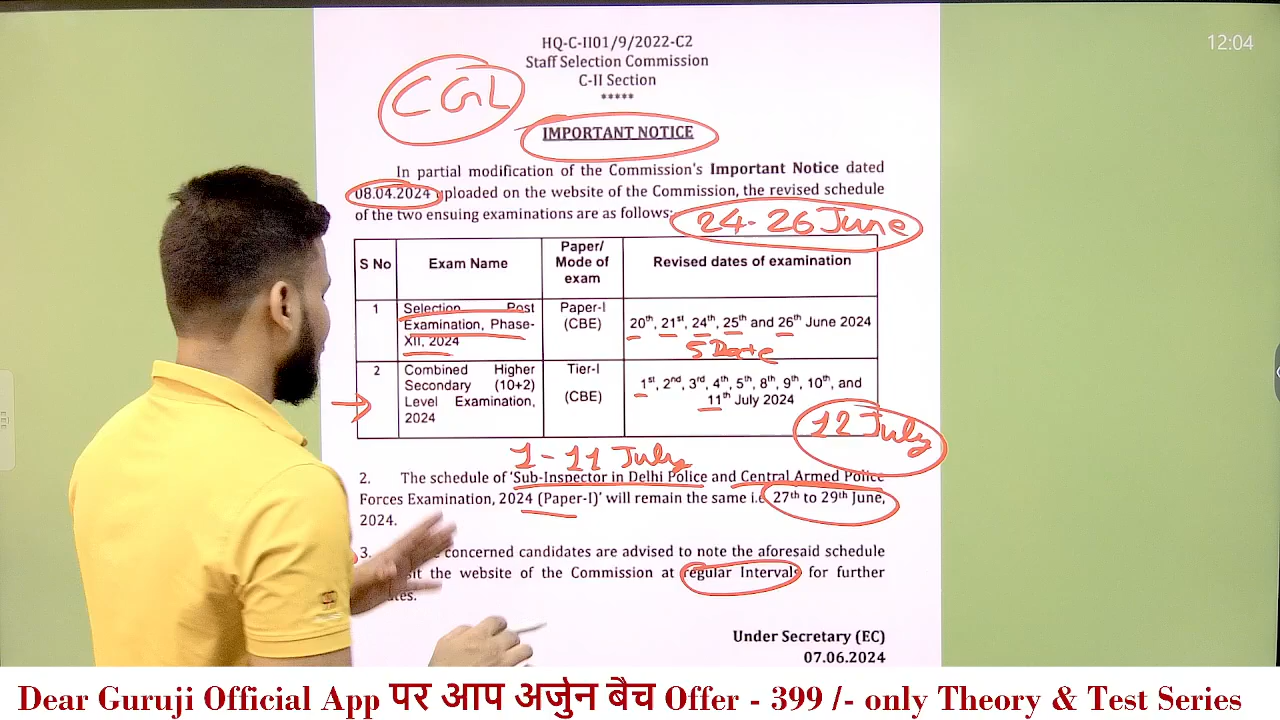 12:04
HQ-C-II01/9/2022-C2
Staff Selection Commission
C-II Section
*****
CGL
IMPORTANT NOTICE
In partial modification of the Commission's Important Notice dated
08.04.2024 uploaded on the website of the Commission, the revised schedule
of the two ensuing examinations are as follows:
24-26 June
S No Exam Name Paper/ Mode of exam Revised dates of examination
1 Selection Post Examination, Phase-XII, 2024 Paper-I (CBE) 20th, 21st, 24th, 25th and 26th June 2024
5 Date
2 Combined Higher Secondary (10+2) Level Examination, 2024 Tier-I (CBE) 1st, 2nd, 3rd, 4th, 5th, 8th, 9th, 10th, and 11th July 2024
12 July
1-11 July
2. The schedule of 'Sub-Inspector in Delhi Police and Central Armed Police
Forces Examination, 2024 (Paper-I)' will remain the same i.e. 27th to 29th June,
2024.
3. concerned candidates are advised to note the aforesaid schedule
the website of the Commission at regular Intervals for further
Under Secretary (EC)
07.06.2024
Dear Guruji Official App पर आप अर्जुन बैच Offer - 399 /- only Theory & Test Series